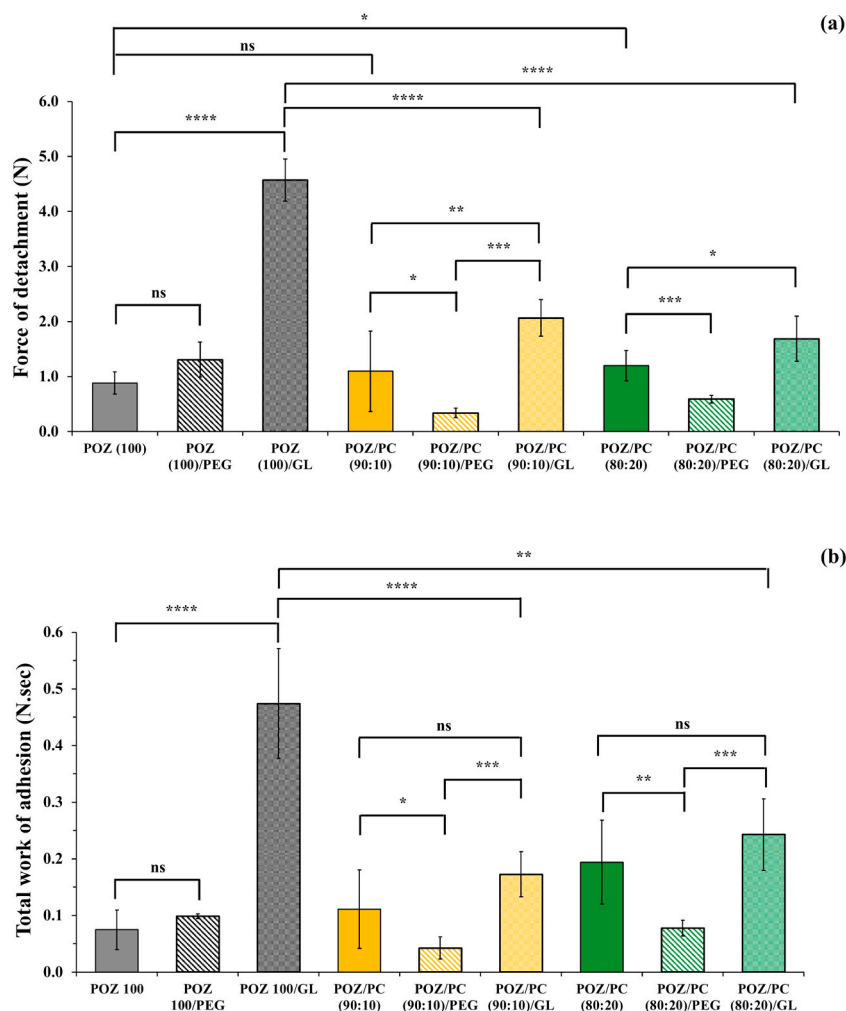 (a)
*
ns
****
****
****
**
***
*
*
***
ns
Force of detachment (N)
6.0
5.0
4.0
3.0
2.0
1.0
0.0
POZ (100)
POZ
(100)/PEG
POZ
(100)/GL
POZ/PC
(90:10)
POZ/PC
(90:10)/PEG
POZ/PC
(90:10)/GL
POZ/PC
(80:20)
POZ/PC
(80:20)/PEG
POZ/PC
(80:20)/GL
(b)
**
****
****
ns
ns
***
***
*
**
ns
Total work of adhesion (N.sec)
0.6
0.5
0.4
0.3
0.2
0.1
0.0
POZ 100
POZ
100/PEG
POZ 100/GL
POZ/PC
(90:10)
POZ/PC
(90:10)/PEG
POZ/PC
(90:10)/GL
POZ/PC
(80:20)
POZ/PC
(80:20)/PEG
POZ/PC
(80:20)/GL